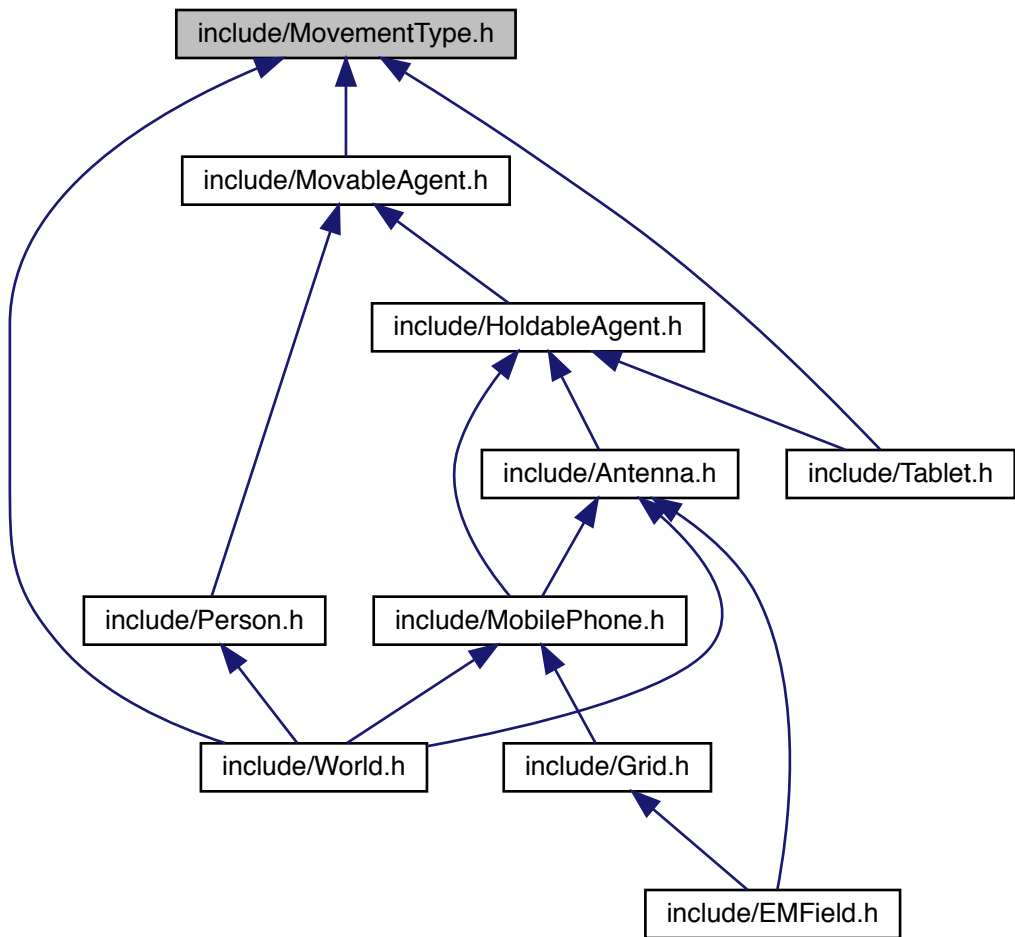 include/MovementType.h
include/MovableAgent.h
include/HoldableAgent.h
include/Antenna.h
include/Tablet.h
include/Person.h
include/MobilePhone.h
include/World.h
include/Grid.h
include/EMField.h